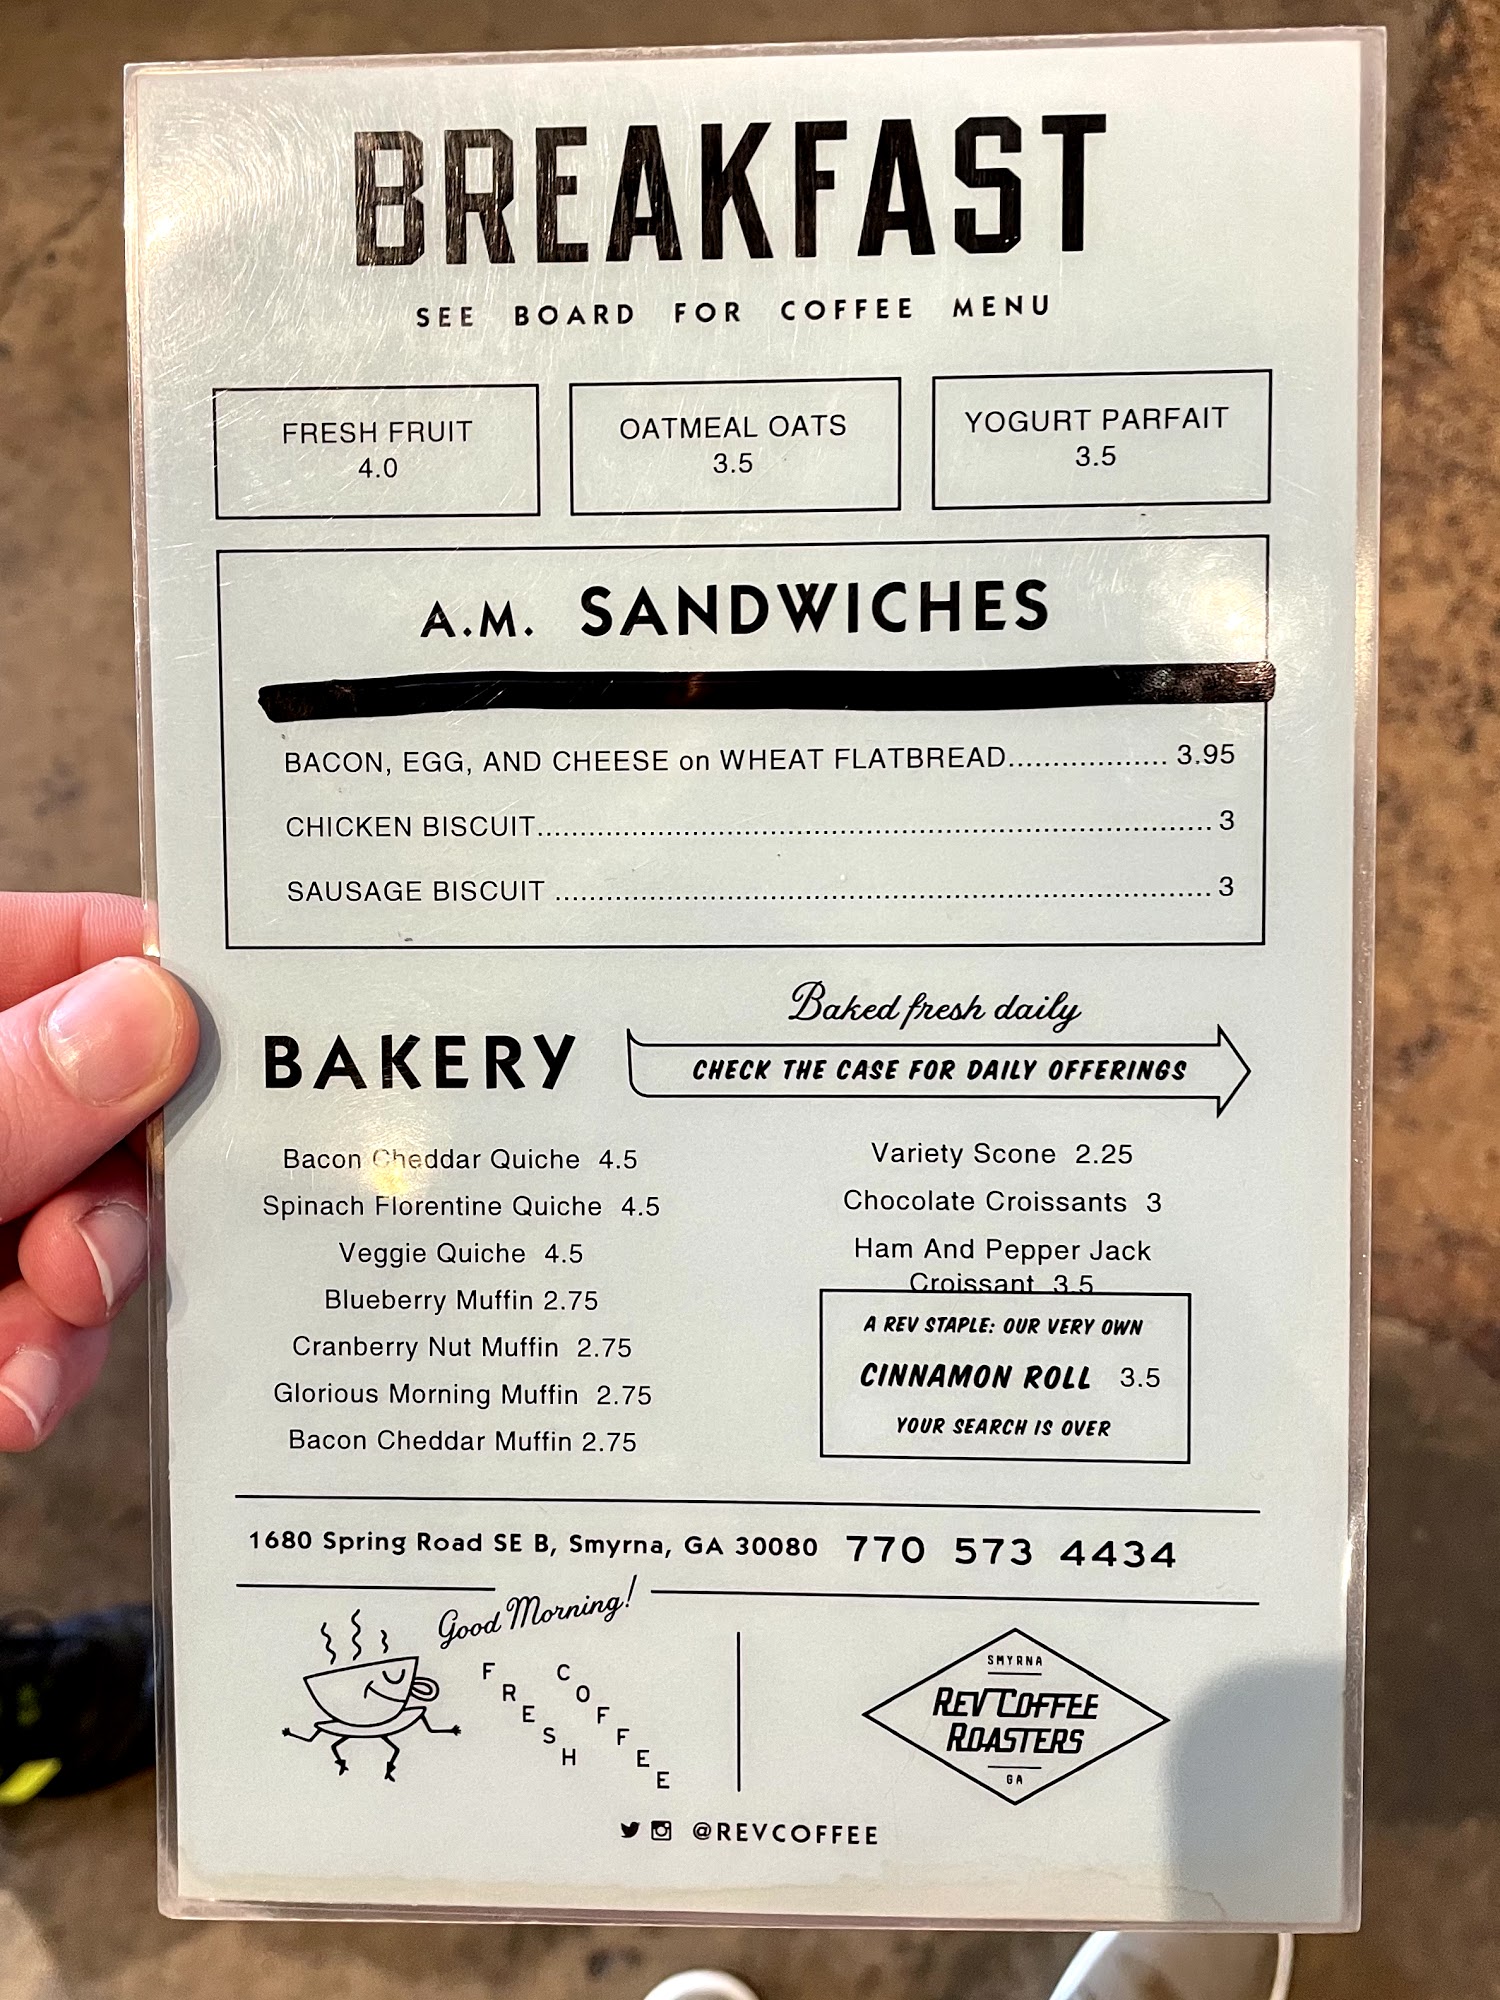 BREAKFAST
SEE BOARD FOR COFFEE MENU
FRESH FRUIT
4.0
OATMEAL OATS
3.5
YOGURT PARFAIT
3.5
A.M. SANDWICHES
BACON, EGG, AND CHEESE on WHEAT FLATBREAD.................. 3.95
CHICKEN BISCUIT................................................................................ 3
SAUSAGE BISCUIT .............................................................................. 3
BAKERY
Baked fresh daily
CHECK THE CASE FOR DAILY OFFERINGS
Bacon Cheddar Quiche 4.5
Spinach Florentine Quiche 4.5
Veggie Quiche 4.5
Blueberry Muffin 2.75
Cranberry Nut Muffin 2.75
Glorious Morning Muffin 2.75
Bacon Cheddar Muffin 2.75
Variety Scone 2.25
Chocolate Croissants 3
Ham And Pepper Jack
Croissant 3.5
A REV STAPLE: OUR VERY OWN
CINNAMON ROLL 3.5
YOUR SEARCH IS OVER
1680 Spring Road SE B, Smyrna, GA 30080 770 573 4434
Good Morning!
FRESH COFFEE
SMYRNA
REV COFFEE
ROASTERS
GA
@REVCOFFEE